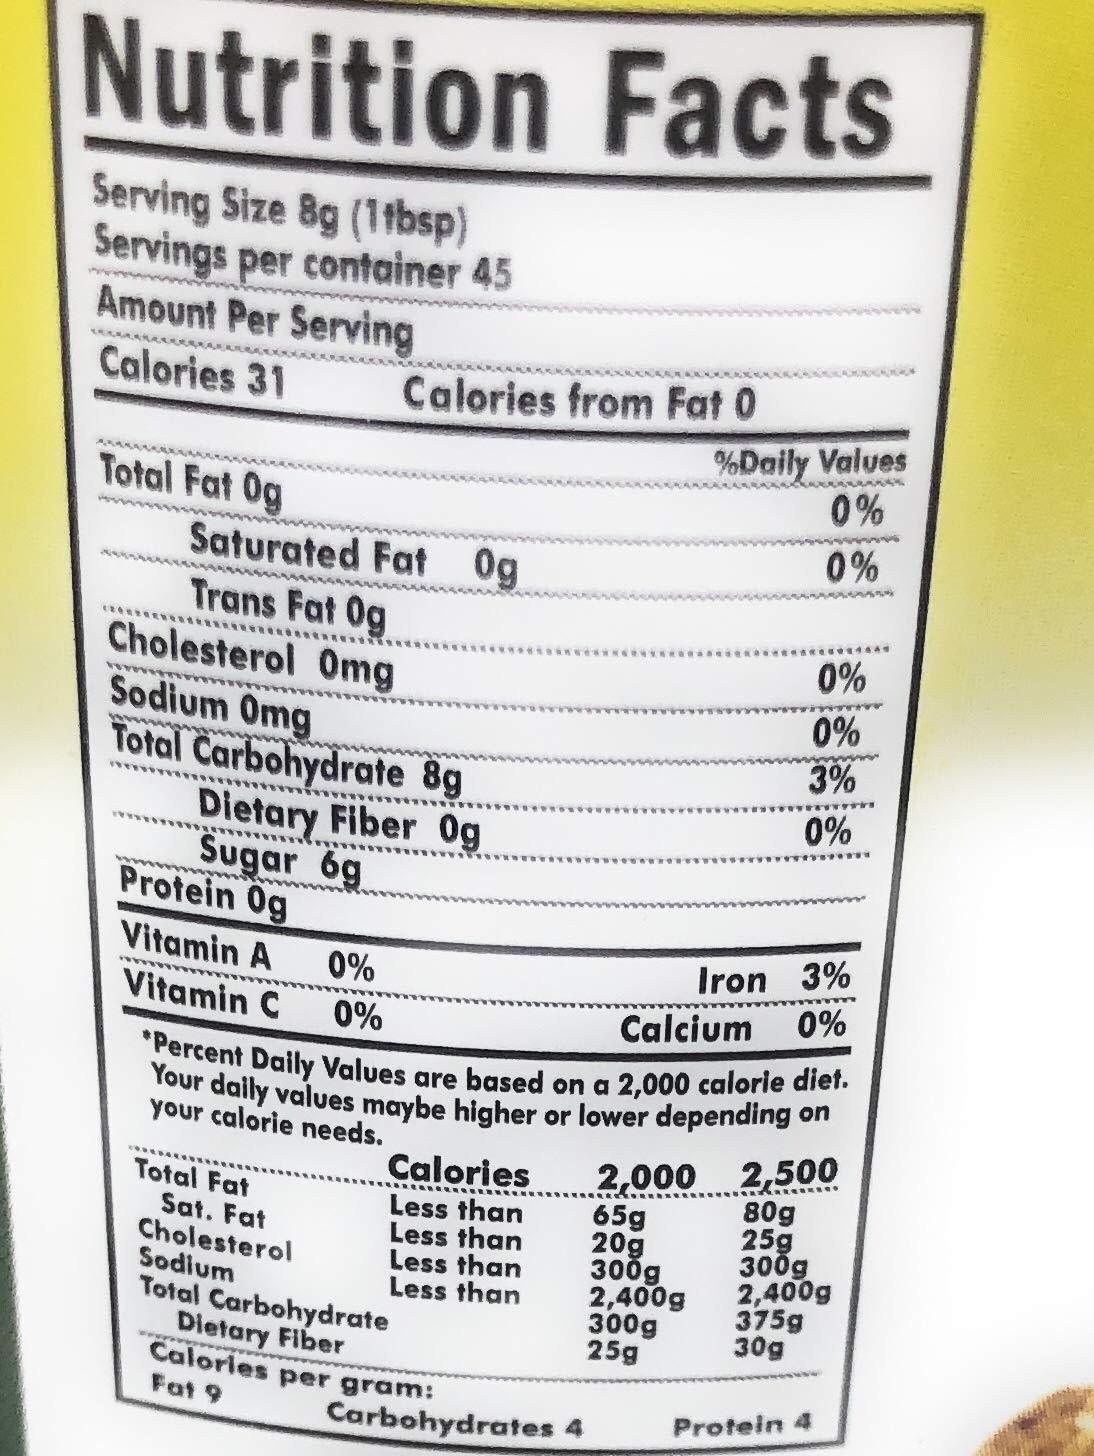 Nutrition Facts
Serving Size 8g (1tbsp)
Servings per container 45
Amount Per Serving
Calories 31 Calories from Fat 0
%Daily Values
Total Fat 0g 0%
Saturated Fat 0g 0%
Trans Fat 0g
Cholesterol 0mg 0%
Sodium 0mg 0%
Total Carbohydrate 8g 3%
Dietary Fiber 0g 0%
Sugar 6g
Protein 0g
Vitamin A 0% Iron 3%
Vitamin C 0% Calcium 0%
*Percent Daily Values are based on a 2,000 calorie diet.
Your daily values maybe higher or lower depending on
your calorie needs.
Calories 2,000 2,500
Total Fat Less than 65g 80g
Sat. Fat Less than 20g 25g
Cholesterol Less than 300g 300g
Sodium Less than 2,400g 2,400g
Total Carbohydrate 300g 375g
Dietary Fiber 25g 30g
Calories per gram:
Fat 9 Carbohydrates 4 Protein 4